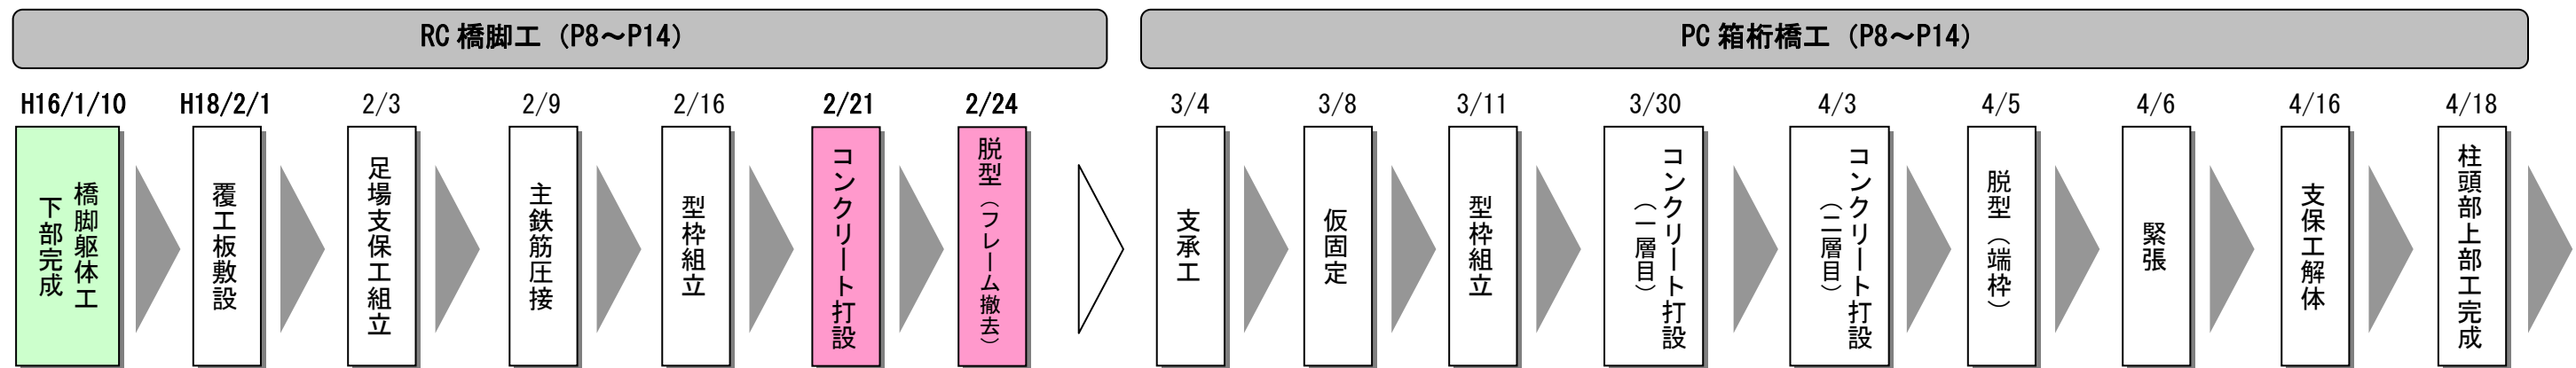 RC 橋脚工（P8～P14）
PC 箱桁橋工（P8～P14）
H16/1/10
H18/2/1
2/3
2/9
2/16
2/21
2/24
3/4
3/8
3/11
3/30
4/3
4/5
4/6
4/16
4/18
橋脚躯体工
下部完成
覆工板敷設
足場支保工組立
主鉄筋圧接
型枠組立
コンクリート打設
脱型（フレーム撤去）
支承工
仮固定
型枠組立
コンクリート打設
（一層目）
コンクリート打設
（二層目）
脱型（端枠）
緊張
支保工解体
柱頭部上部工完成